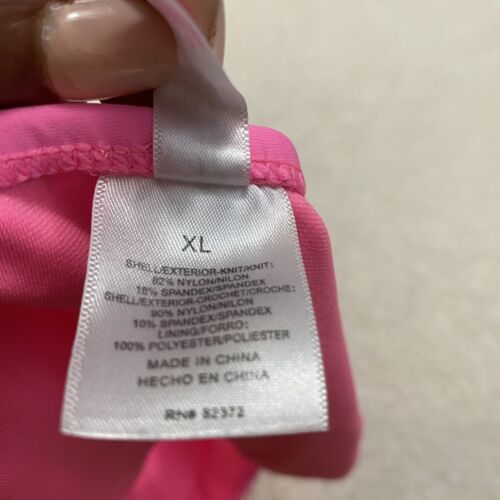 XL
SHELL/EXTERIOR-KNIT/KNIT:
82% NYLON/NILON
18% SPANDEX/SPANDEX
SHELL/EXTERIOR-CROCHET/CROCHE:
90% NYLON/NILON
10% SPANDEX/SPANDEX
LINING/FORRO:
100% POLYESTER/POLIESTER
MADE IN CHINA
HECHO EN CHINA
RN# 52372